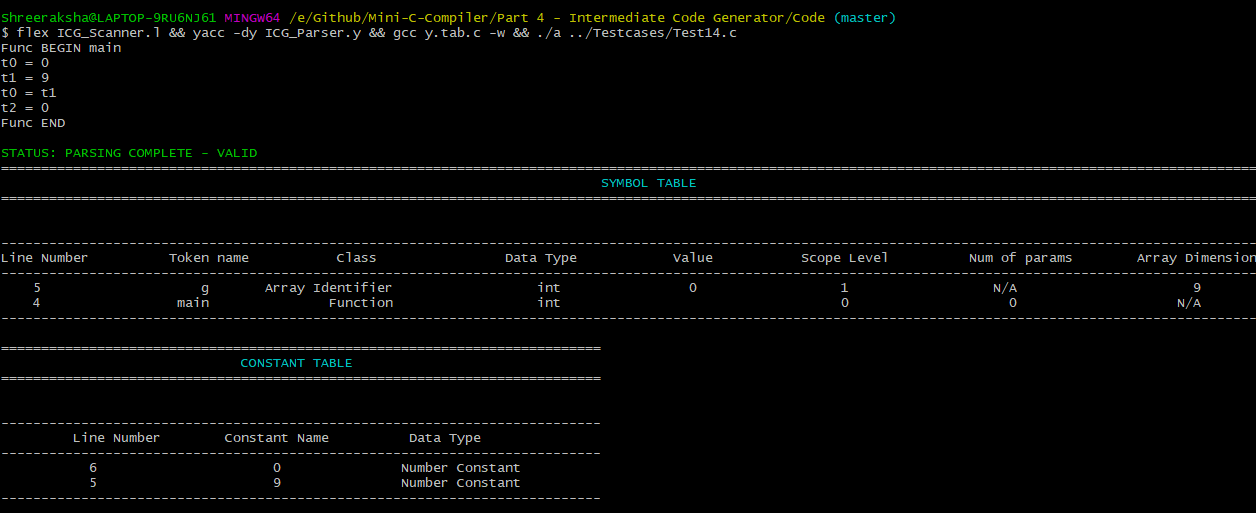 Shreeraksha@LAPTOP-9RU6NJ61 MINGW64 /e/Github/Mini-C-Compiler/Part 4 - Intermediate Code Generator/Code (master)
$ flex ICG_Scanner.l && yacc -dy ICG_Parser.y && gcc y.tab.c -w && ./a ../Testcases/Test14.c
Func BEGIN main
t0 = 0
t1 = 9
t0 = t1
t2 = 0
Func END
STATUS: PARSING COMPLETE - VALID
SYMBOL TABLE
Line Number Token name Class Data Type Value Scope Level Num of params Array Dimension
5 g Array Identifier int 0 1 N/A 9
4 main Function int 0 0 N/A
CONSTANT TABLE
Line Number Constant Name Data Type
6 0 Number Constant
5 9 Number Constant